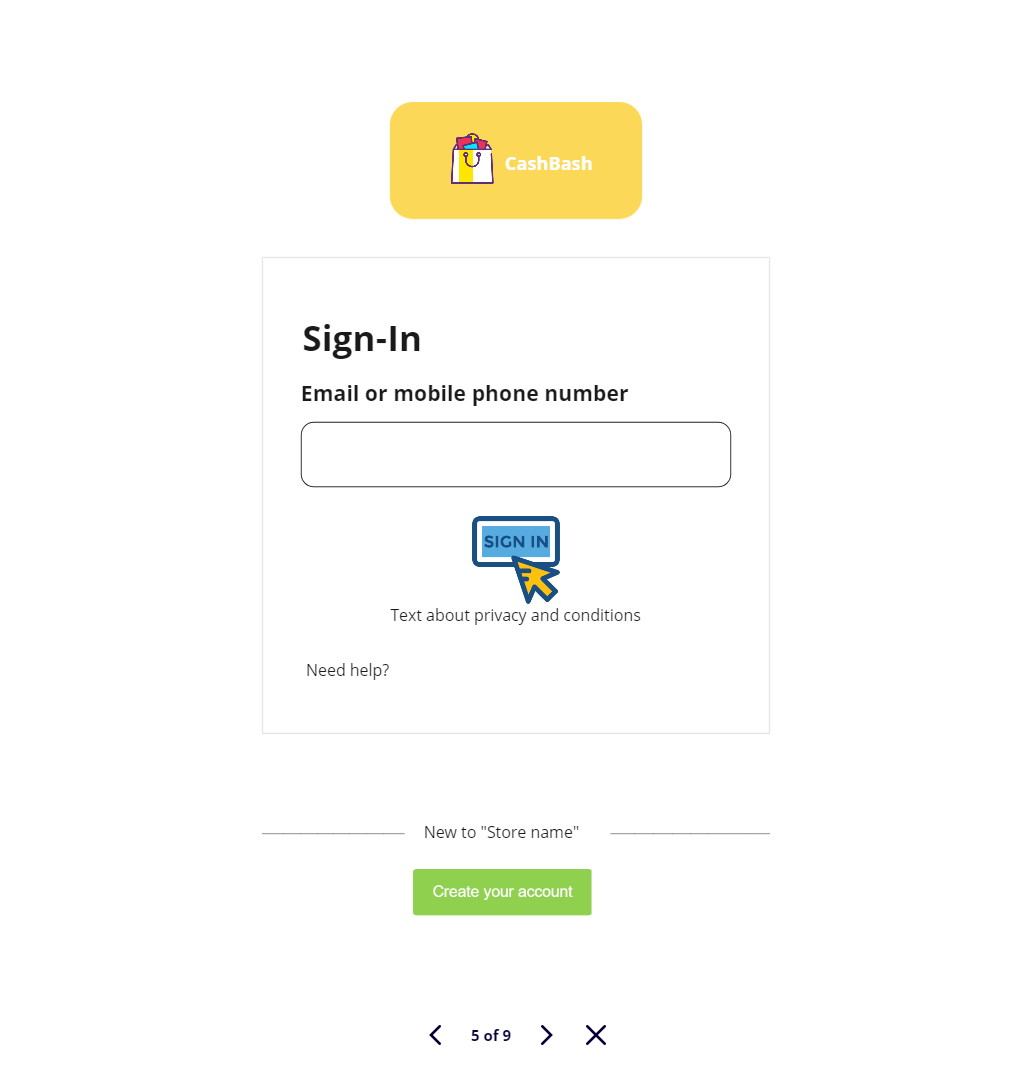 CashBash
Sign-In
Email or mobile phone number
SIGN IN
Text about privacy and conditions
Need help?
New to "Store name"
Create your account
5 of 9